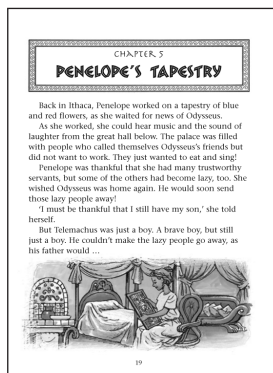 CHAPTER 5
PENELOPE'S TAPESTRY
Back in Ithaca, Penelope worked on a tapestry of blue
and red flowers, as she waited for news of Odysseus.
As she worked, she could hear music and the sound of
laughter from the great hall below. The palace was filled
with people who called themselves Odysseus's friends but
did not want to work. They just wanted to eat and sing!
Penelope was thankful that she had many trustworthy
servants, but some of the others had become lazy, too. She
wished Odysseus was home again. He would soon send
those lazy people away!
'I must be thankful that I still have my son,' she told
herself.
But Telemachus was just a boy. A brave boy, but still
just a boy. He couldn't make the lazy people go away, as
his father would …
19